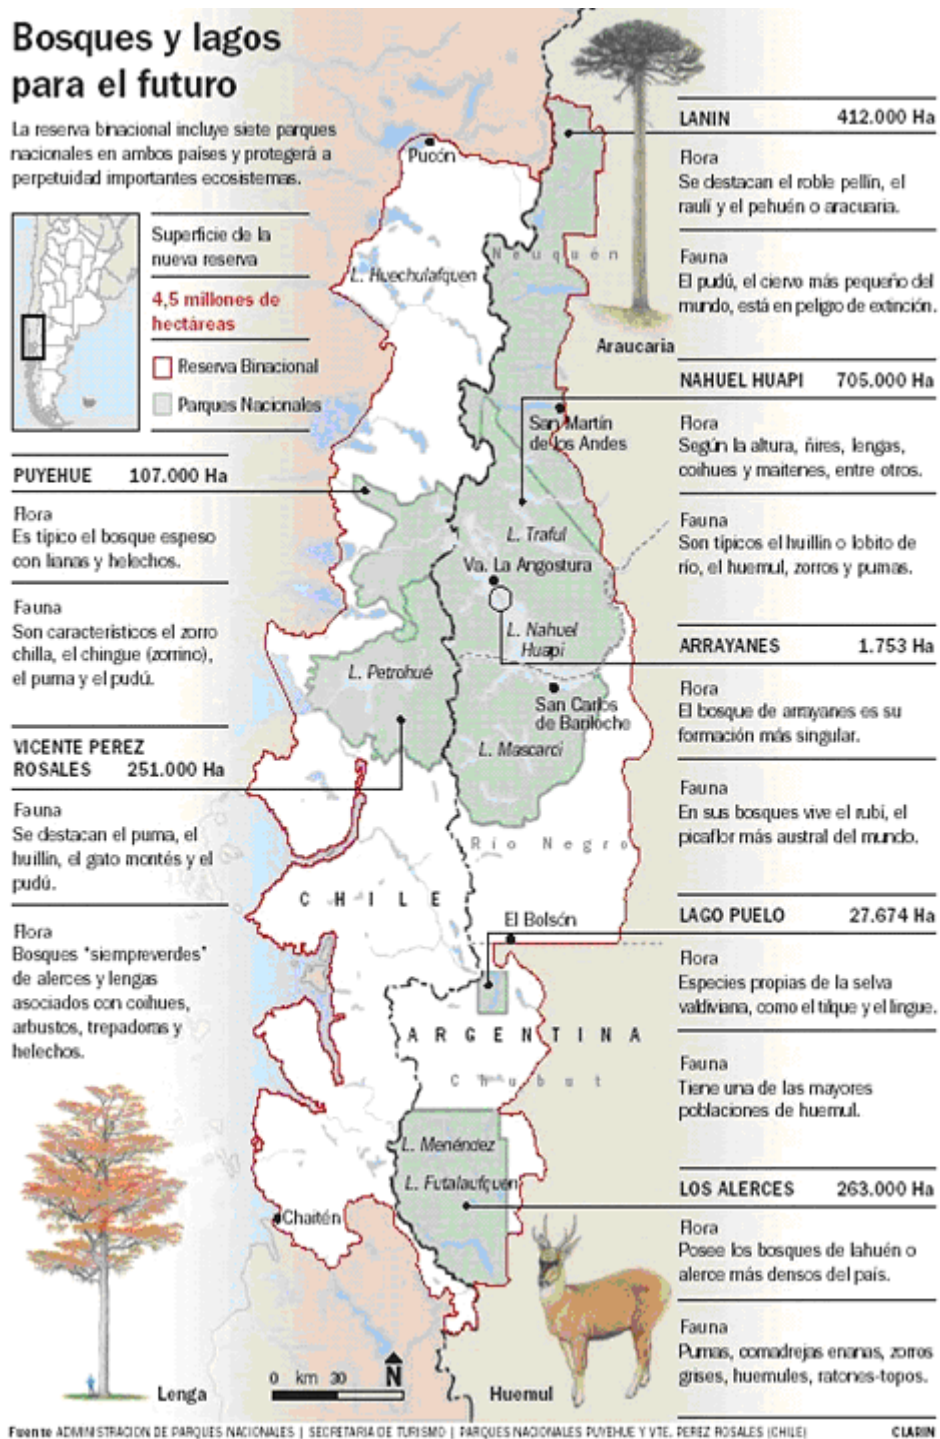 Bosques y lagos
para el futuro
La reserva binacional incluye siete parques
nacionales en ambos países y protegerá a
perpetuidad importantes ecosistemas.
Superficie de la
nueva reserva
4,5 millones de
hectáreas
Reserva Binacional
Parques Nacionales
PUYEHUE 107.000 Ha
Flora
Es típico el bosque espeso
con lianas y helechos.
Fauna
Son característicos el zorro
chilla, el chingue (zorrino),
el puma y el pudú.
VICENTE PEREZ
ROSALES 251.000 Ha
Fauna
Se destacan el puma, el
huillín, el gato montés y el
pudú.
Flora
Bosques "siempreverdes"
de alerces y lengas
asociados con coihues,
arbustos, trepadoras y
helechos.
Lenga
Pucón
L. Huechulafquen
Neuquén
Araucaria
San Martín
de los Andes
L. Traful
Va. La Angostura
L. Nahuel
Huapi
L. Petrohué
San Carlos
de Bariloche
L. Mascardi
Río Negro
CHILE
El Bolsón
ARGENTINA
Chubut
L. Menéndez
L. Futalaufquen
Chaitén
0 km 30
N
Huemul
LANIN 412.000 Ha
Flora
Se destacan el roble pellín, el
raulí y el pehuén o aracuaria.
Fauna
El pudú, el ciervo más pequeño del
mundo, está en peligro de extinción.
NAHUEL HUAPI 705.000 Ha
Flora
Según la altura, ñires, lengas,
coihues y maitenes, entre otros.
Fauna
Son típicos el huillín o lobito de
río, el huemul, zorros y pumas.
ARRAYANES 1.753 Ha
Flora
El bosque de arrayanes es su
formación más singular.
Fauna
En sus bosques vive el rubí, el
picaflor más austral del mundo.
LAGO PUELO 27.674 Ha
Flora
Especies propias de la selva
valdiviana, como el tique y el lingue.
Fauna
Tiene una de las mayores
poblaciones de huemul.
LOS ALERCES 263.000 Ha
Flora
Posee los bosques de lahuén o
alerce más densos del país.
Fauna
Pumas, comadrejas enanas, zorros
grises, huemules, ratones-topos.
Fuente ADMINISTRACION DE PARQUES NACIONALES | SECRETARIA DE TURISMO | PARQUES NACIONALES PUYEHUE Y VTE. PEREZ ROSALES (CHILE)
CLARIN